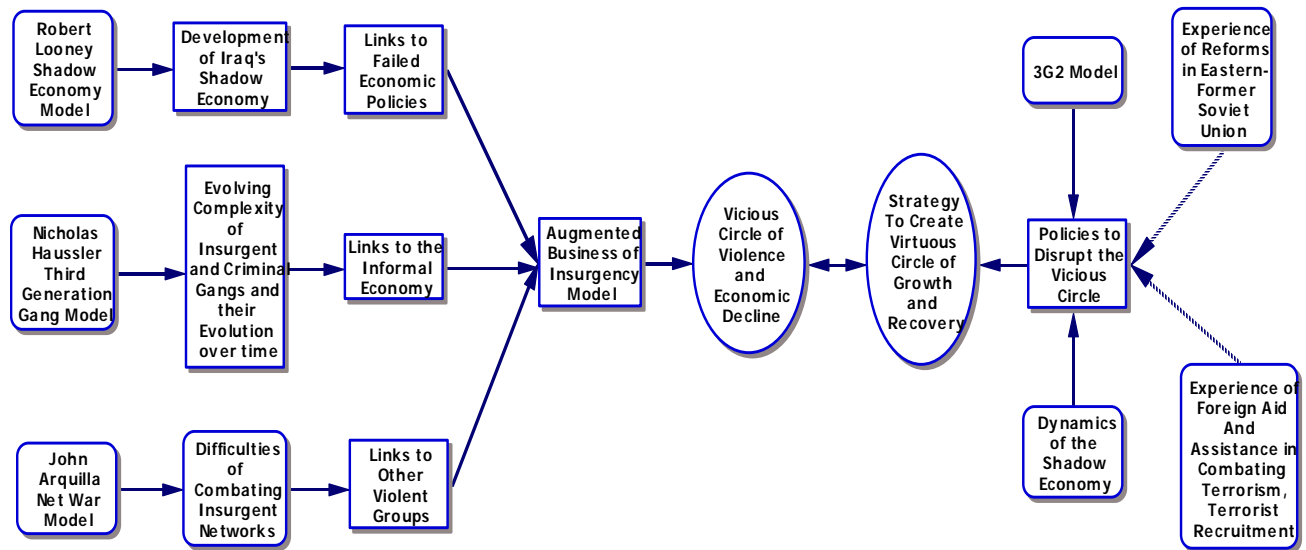 Robert
Looney
Shadow
Economy
Model
Development
of Iraq's
Shadow
Economy
Links to
Failed
Economic
Policies
Nicholas
Haussler
Third
Generation
Gang Model
Evolving
Complexity
of
Insurgent
and Criminal
Gangs and
their
Evolution
over time
Links to the
Informal
Economy
John
Arquilla
Net War
Model
Difficulties
of
Combating
Insurgent
Networks
Links to
Other
Violent
Groups
Augmented
Business of
Insurgency
Model
Vicious
Circle of
Violence
and
Economic
Decline
Strategy
To Create
Virtuous
Circle of
Growth
and
Recovery
3G2 Model
Policies to
Disrupt the
Vicious
Circle
Dynamics
of the
Shadow
Economy
Experience
of Reforms
in Eastern-
Former
Soviet
Union
Experience of
Foreign Aid
And
Assistance in
Combating
Terrorism,
Terrorist
Recruitment